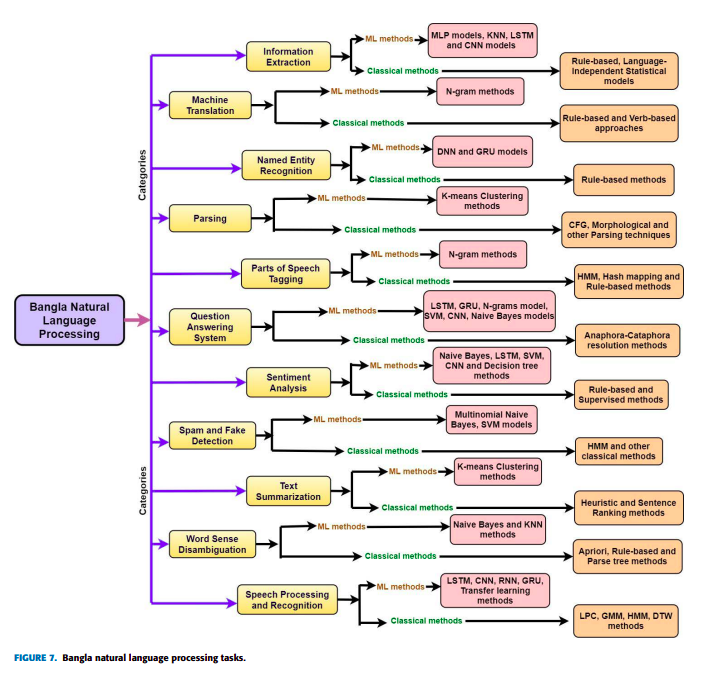 Information
Extraction
ML methods
MLP models, KNN, LSTM
and CNN models
Classical methods
Rule-based, Language-
Independent Statistical
models
Machine
Translation
ML methods
N-gram methods
Classical methods
Rule-based and Verb-based
approaches
Categories
Named Entity
Recognition
ML methods
DNN and GRU models
Classical methods
Rule-based methods
Parsing
ML methods
K-means Clustering
methods
Classical methods
CFG, Morphological and
other Parsing techniques
Parts of Speech
Tagging
ML methods
N-gram methods
Classical methods
HMM, Hash mapping and
Rule-based methods
Bangla Natural
Language
Processing
Question
Answering
System
ML methods
LSTM, GRU, N-grams model,
SVM, CNN, Naive Bayes models
Classical methods
Anaphora-Cataphora
resolution methods
Sentiment
Analysis
ML methods
Naive Bayes, LSTM, SVM,
CNN and Decision tree
methods
Classical methods
Rule-based and
Supervised methods
Spam and Fake
Detection
ML methods
Multinomial Naive
Bayes, SVM models
Classical methods
HMM and other
classical methods
Categories
Text
Summarization
ML methods
K-means Clustering
methods
Classical methods
Heuristic and Sentence
Ranking methods
Word Sense
Disambiguation
ML methods
Naive Bayes and KNN
methods
Classical methods
Apriori, Rule-based and
Parse tree methods
Speech Processing
and Recognition
ML methods
LSTM, CNN, RNN, GRU,
Transfer learning
methods
Classical methods
LPC, GMM, HMM, DTW
methods
FIGURE 7. Bangla natural language processing tasks.